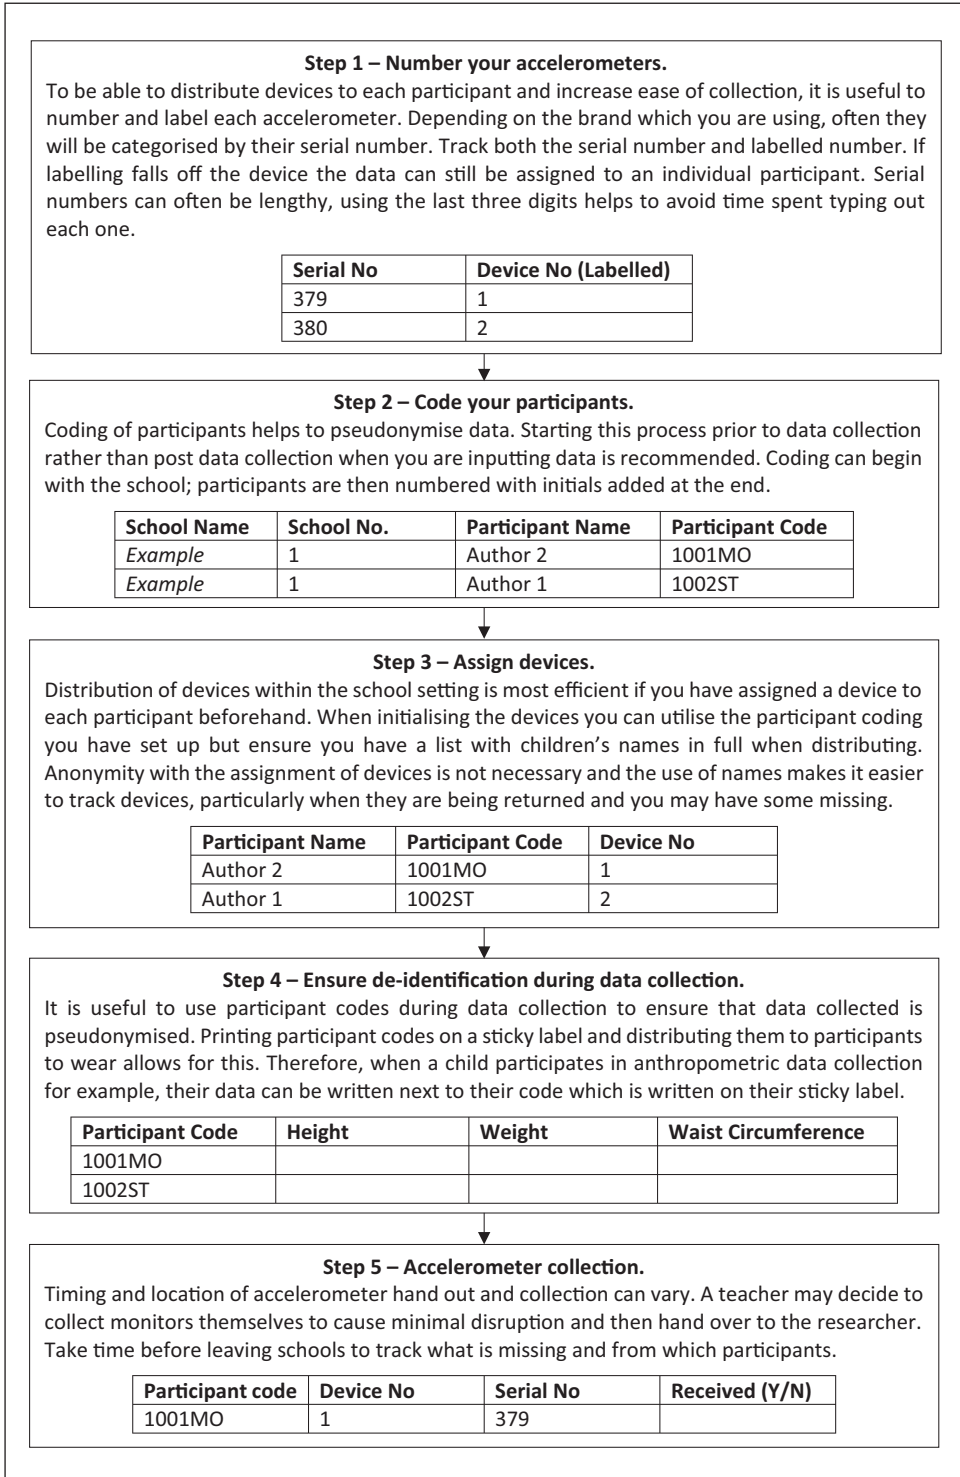 Step 1 – Number your accelerometers.
To be able to distribute devices to each participant and increase ease of collection, it is useful to
number and label each accelerometer. Depending on the brand which you are using, often they
will be categorised by their serial number. Track both the serial number and labelled number. If
labelling falls off the device the data can still be assigned to an individual participant. Serial
numbers can often be lengthy, using the last three digits helps to avoid time spent typing out
each one.
Serial No Device No (Labelled)
379 1
380 2
Step 2 – Code your participants.
Coding of participants helps to pseudonymise data. Starting this process prior to data collection
rather than post data collection when you are inputting data is recommended. Coding can begin
with the school; participants are then numbered with initials added at the end.
School Name School No. Participant Name Participant Code
Example 1 Author 2 1001MO
Example 1 Author 1 1002ST
Step 3 – Assign devices.
Distribution of devices within the school setting is most efficient if you have assigned a device to
each participant beforehand. When initialising the devices you can utilise the participant coding
you have set up but ensure you have a list with children’s names in full when distributing.
Anonymity with the assignment of devices is not necessary and the use of names makes it easier
to track devices, particularly when they are being returned and you may have some missing.
Participant Name Participant Code Device No
Author 2 1001MO 1
Author 1 1002ST 2
Step 4 – Ensure de-identification during data collection.
It is useful to use participant codes during data collection to ensure that data collected is
pseudonymised. Printing participant codes on a sticky label and distributing them to participants
to wear allows for this. Therefore, when a child participates in anthropometric data collection
for example, their data can be written next to their code which is written on their sticky label.
Participant Code Height Weight Waist Circumference
1001MO
1002ST
Step 5 – Accelerometer collection.
Timing and location of accelerometer hand out and collection can vary. A teacher may decide to
collect monitors themselves to cause minimal disruption and then hand over to the researcher.
Take time before leaving schools to track what is missing and from which participants.
Participant code Device No Serial No Received (Y/N)
1001MO 1 379